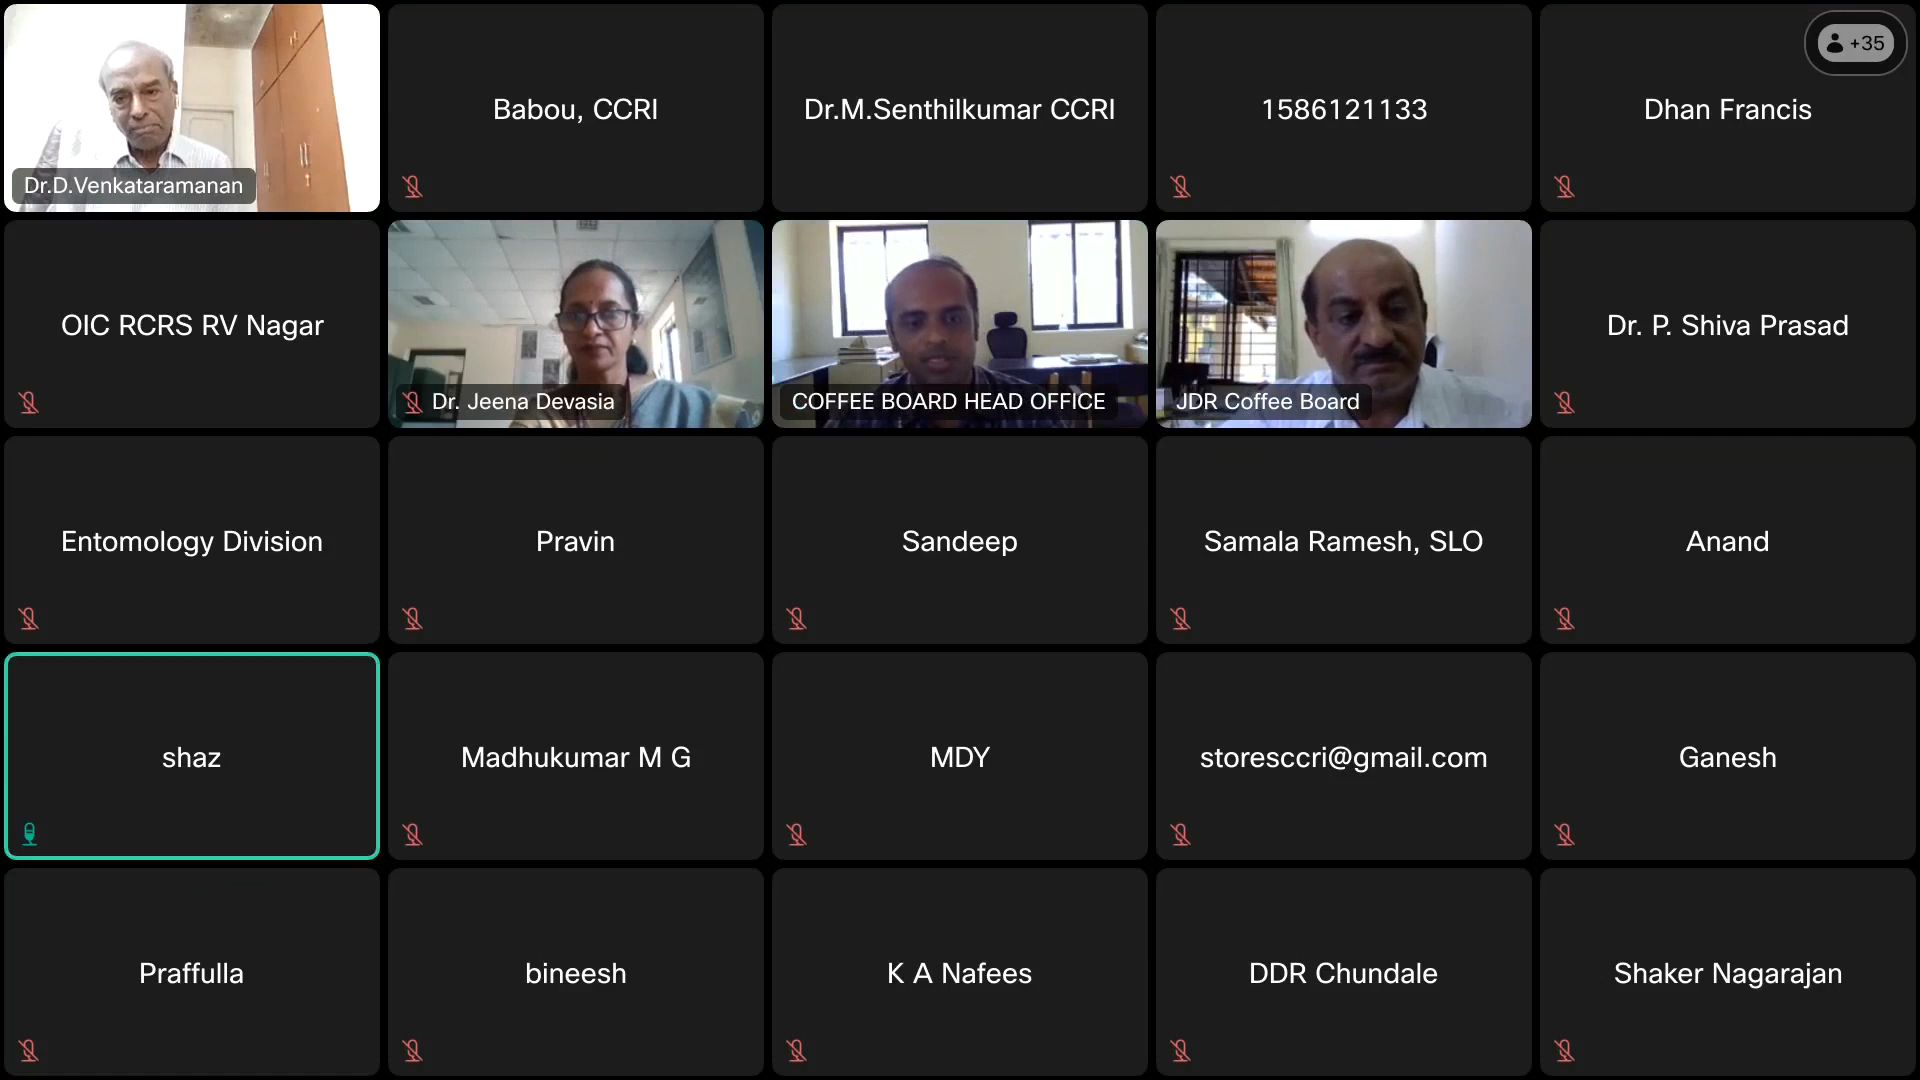 Dr.D.Venkataramanan
Babou, CCRI
Dr.M.Senthilkumar CCRI
1586121133
Dhan Francis
+35
OIC RCRS RV Nagar
Dr. Jeena Devasia
COFFEE BOARD HEAD OFFICE
JDR Coffee Board
Dr. P. Shiva Prasad
Entomology Division
Pravin
Sandeep
Samala Ramesh, SLO
Anand
shaz
Madhukumar M G
MDY
storesccri@gmail.com
Ganesh
Praffulla
bineesh
K A Nafees
DDR Chundale
Shaker Nagarajan